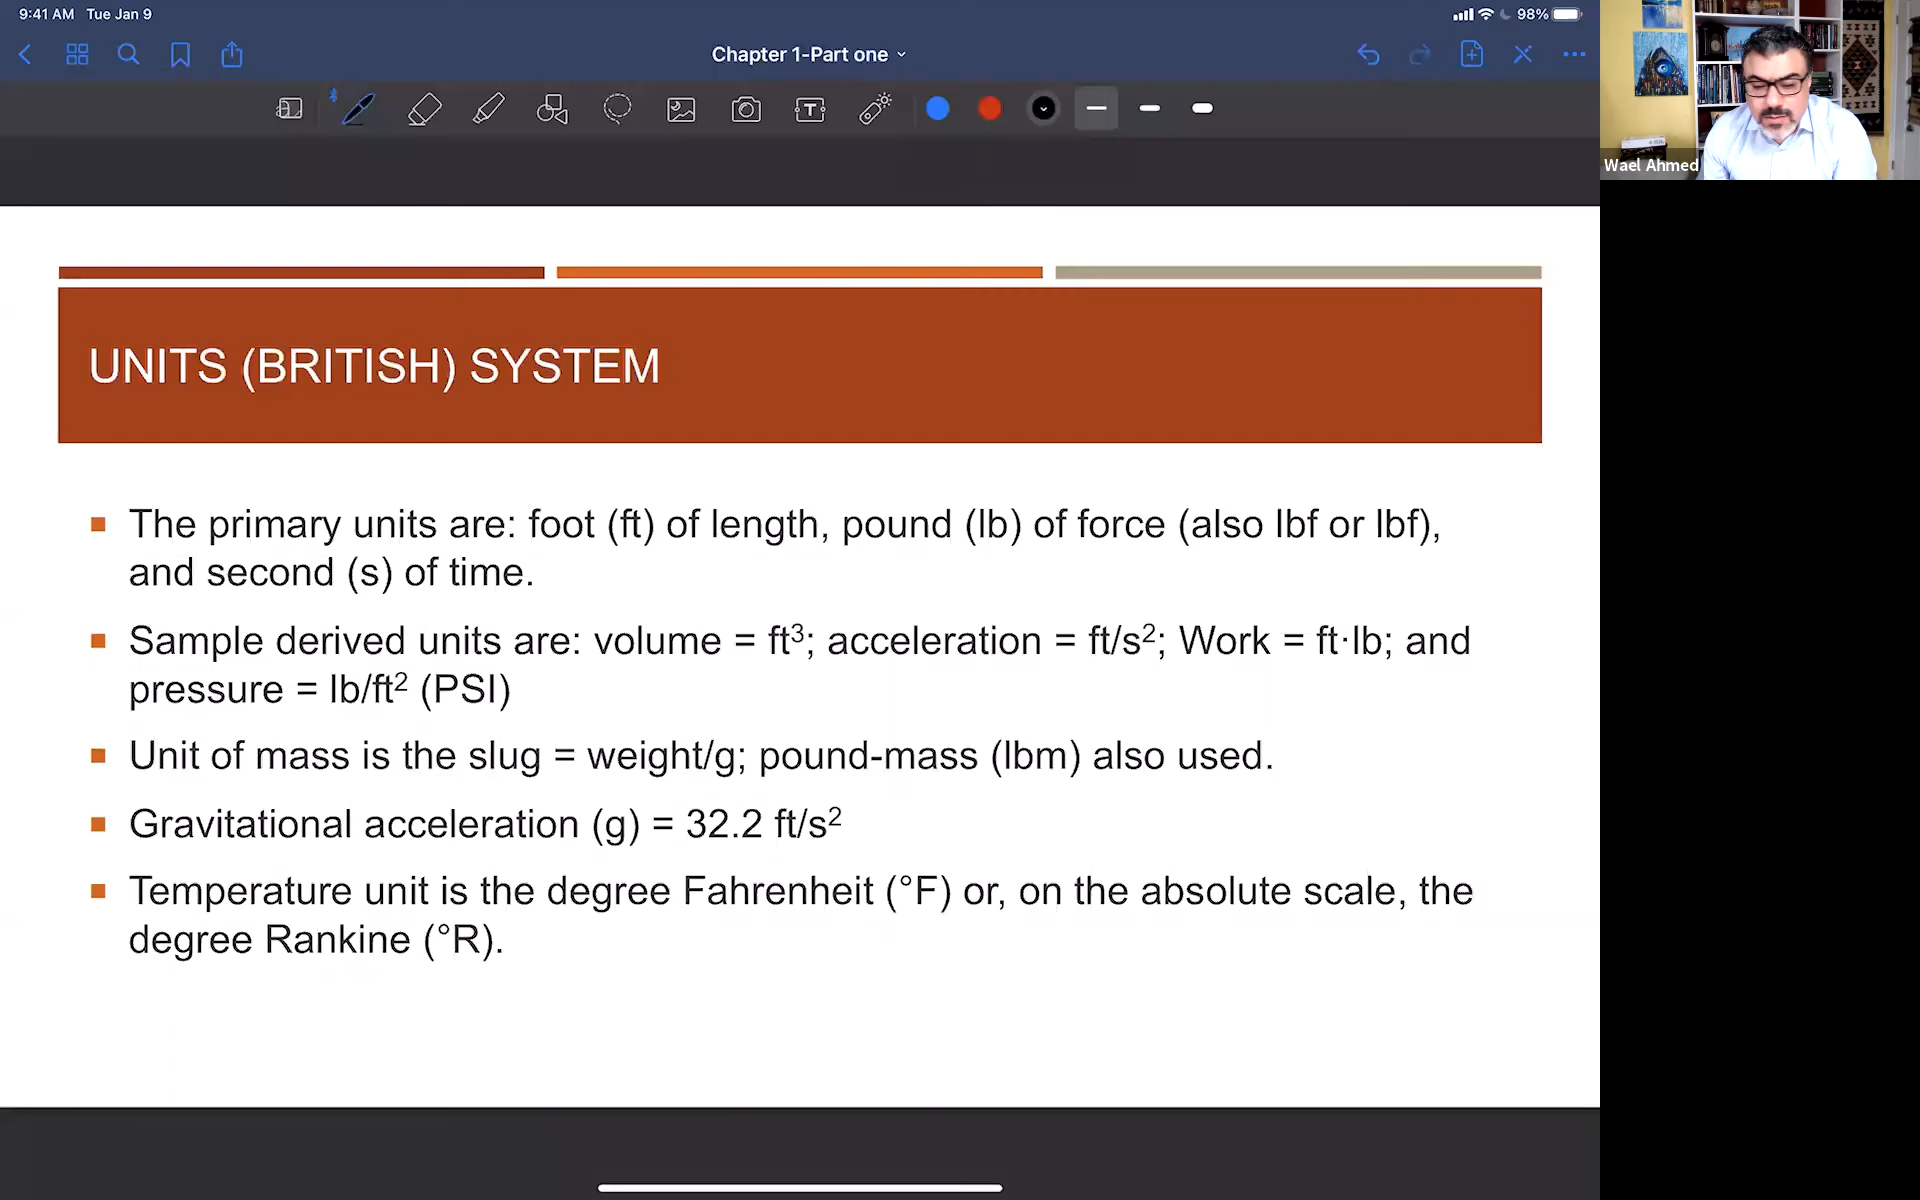 9:41 AM Tue Jan 9
98%
Chapter 1-Part one
T
Wael Ahmed
UNITS (BRITISH) SYSTEM
The primary units are: foot (ft) of length, pound (lb) of force (also lbf or lbf),
and second (s) of time.
Sample derived units are: volume = ft³; acceleration = ft/s²; Work = ft·lb; and
pressure = lb/ft² (PSI)
Unit of mass is the slug = weight/g; pound-mass (lbm) also used.
Gravitational acceleration (g) = 32.2 ft/s²
Temperature unit is the degree Fahrenheit (°F) or, on the absolute scale, the
degree Rankine (°R).